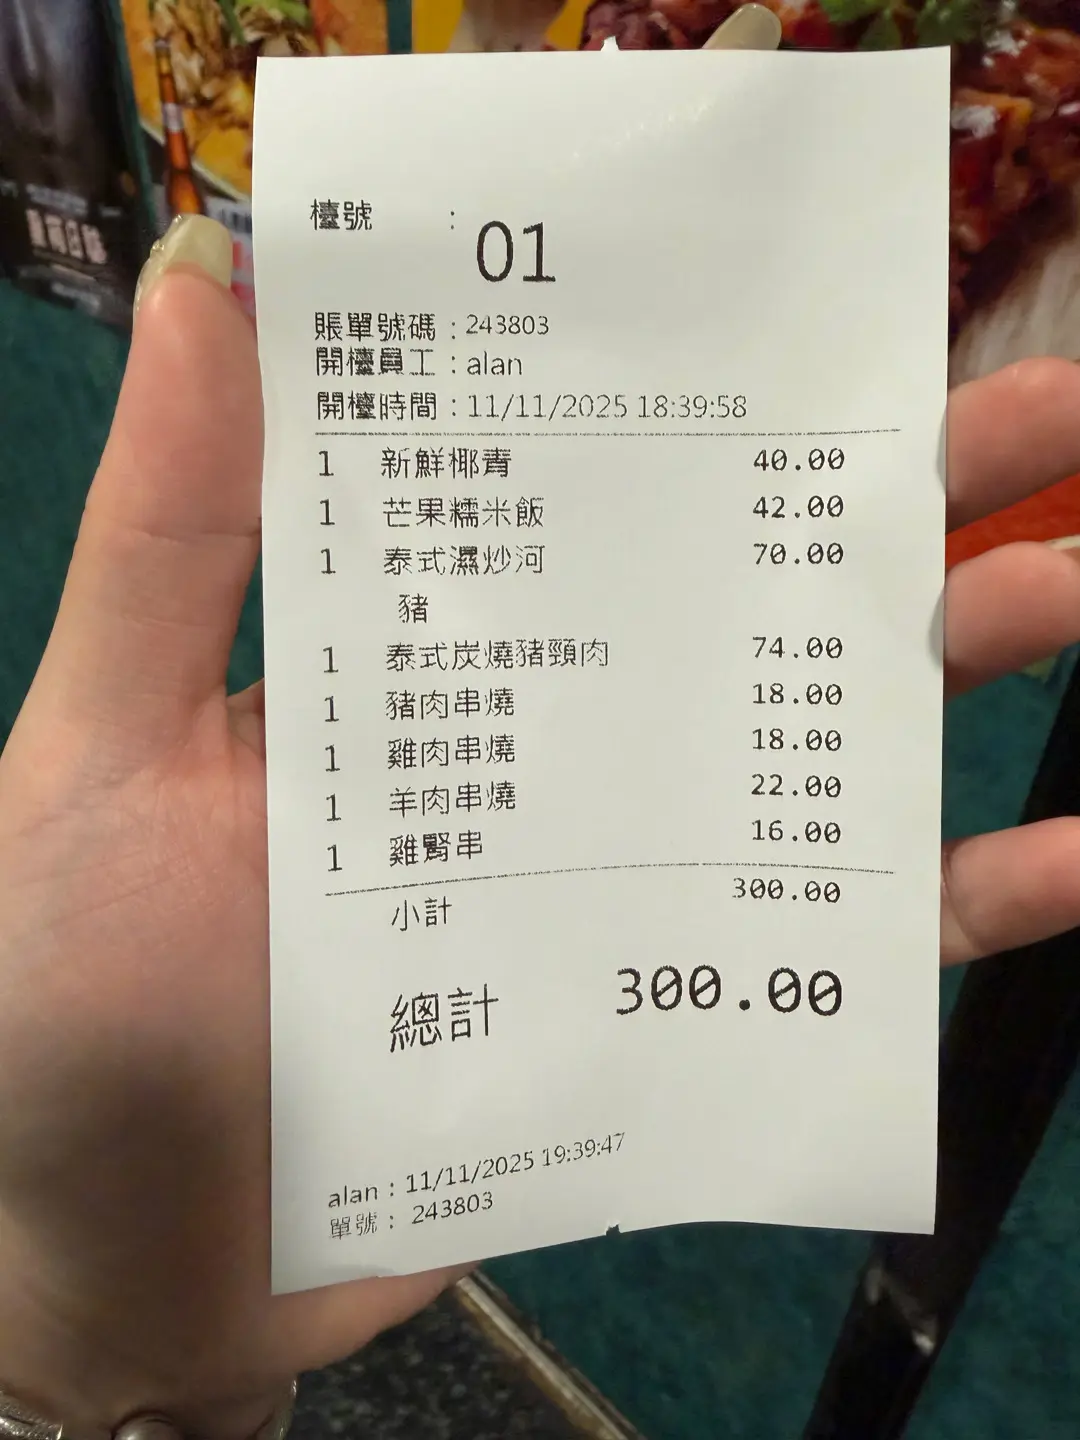 檯號 : 01
賬單號碼 : 243803
開檯員工 : alan
開檯時間 : 11/11/2025 18:39:58
1 新鮮椰青 40.00
1 芒果糯米飯 42.00
1 泰式濕炒河 70.00
豬
1 泰式炭燒豬頸肉 74.00
1 豬肉串燒 18.00
1 雞肉串燒 18.00
1 羊肉串燒 22.00
1 雞腎串 16.00
小計 300.00
總計 300.00
alan : 11/11/2025 19:39:47
單號 : 243803